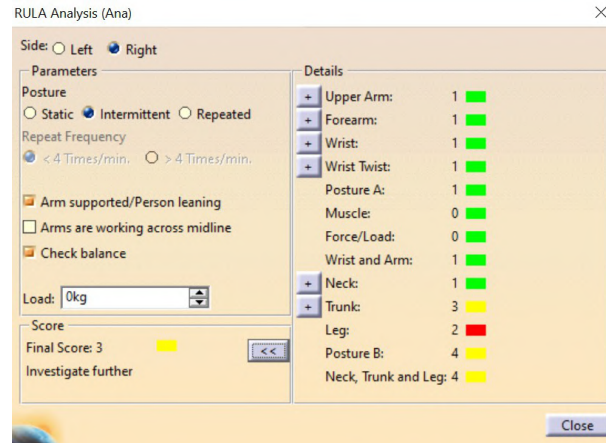 RULA Analysis (Ana)
Side: Left Right
Parameters
Posture
Static Intermittent Repeated
Repeat Frequency
< 4 Times/min. > 4 Times/min.
Arm supported/Person leaning
Arms are working across midline
Check balance
Load: 0kg
Score
Final Score: 3
<<
Investigate further
Details
+ Upper Arm: 1
+ Forearm: 1
+ Wrist: 1
+ Wrist Twist: 1
Posture A: 1
Muscle: 0
Force/Load: 0
Wrist and Arm: 1
+ Neck: 1
+ Trunk: 3
Leg: 2
Posture B: 4
Neck, Trunk and Leg: 4
Close